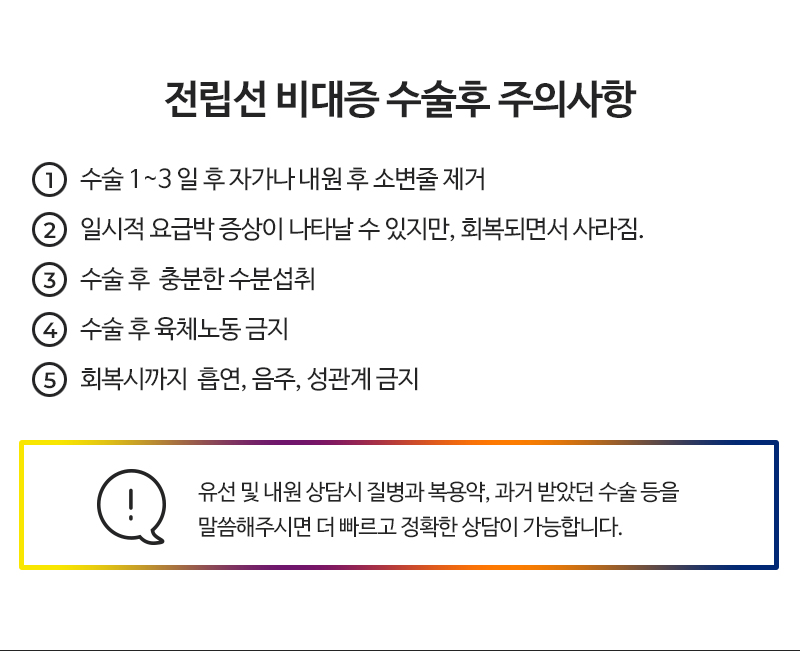 전립선 비대증 수술후 주의사항
① 수술 1~3일 후 자가나 내원 후 소변줄 제거
② 일시적 요급박 증상이 나타날 수 있지만, 회복되면서 사라짐.
③ 수술 후 충분한 수분섭취
④ 수술 후 육체노동 금지
⑤ 회복시까지 흡연, 음주, 성관계 금지
유선 및 내원 상담시 질병과 복용약, 과거 받았던 수술 등을
말씀해주시면 더 빠르고 정확한 상담이 가능합니다.